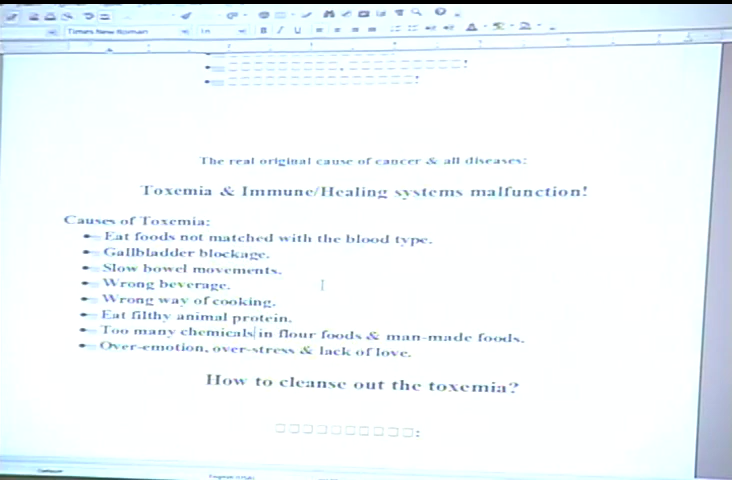 Times New Roman
The real original cause of cancer & all diseases:
Toxemia & Immune/Healing systems malfunction!
Causes of Toxemia:
Eat foods not matched with the blood type.
Gallbladder blockage.
Slow bowel movements.
Wrong beverage.
Wrong way of cooking.
Eat filthy animal protein.
Too many chemicals in flour foods & man-made foods.
Over-emotion, over-stress & lack of love.
How to cleanse out the toxemia?